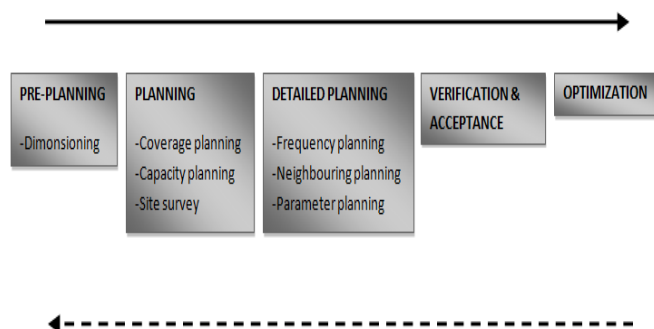 PRE-PLANNING
-Dimonsioning
PLANNING
-Coverage planning
-Capacity planning
-Site survey
DETAILED PLANNING
-Frequency planning
-Neighbouring planning
-Parameter planning
VERIFICATION &
ACCEPTANCE
OPTIMIZATION